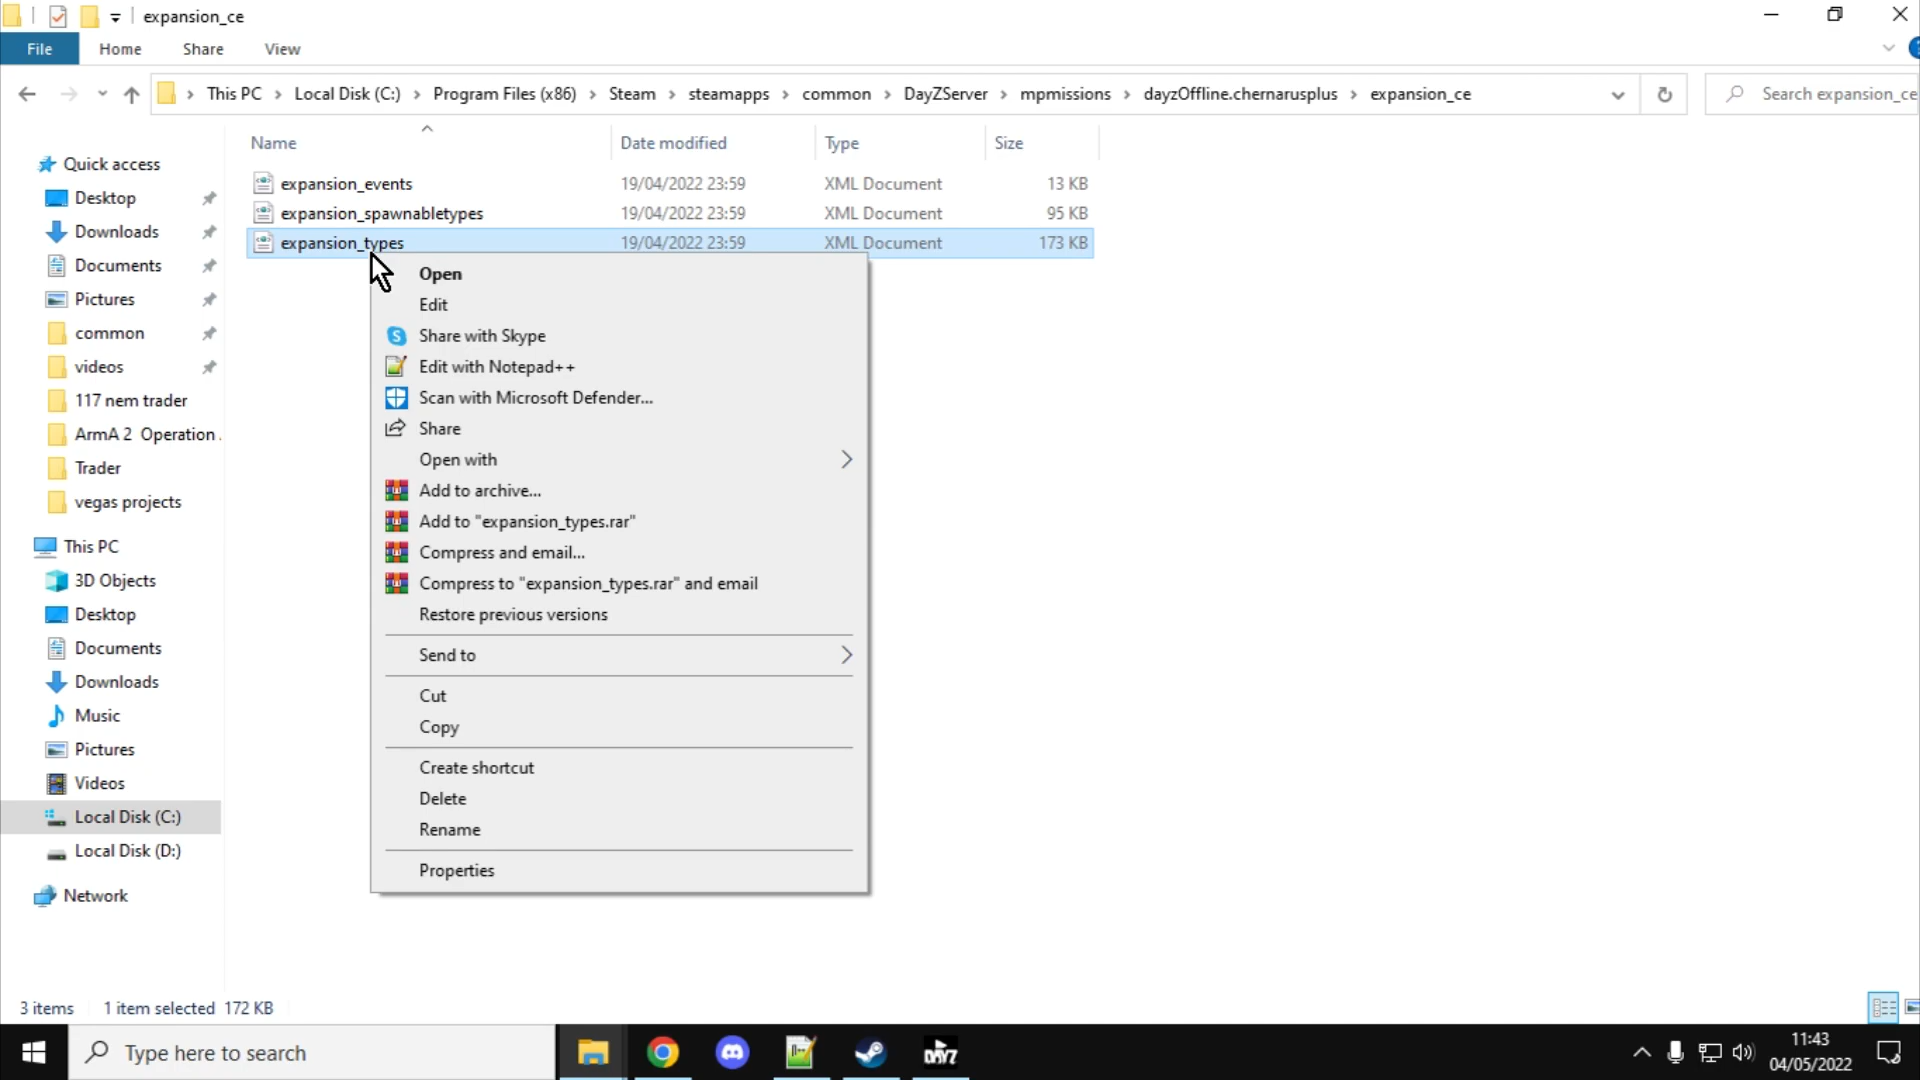 expansion_ce
File Home Share View
This PC Local Disk (C:) Program Files (x86) Steam steamapps common DayZServer mpmissions dayzOffline.chernarusplus expansion_ce
Search expansion_ce
Name Date modified Type Size
expansion_events 19/04/2022 23:59 XML Document 13 KB
expansion_spawnabletypes 19/04/2022 23:59 XML Document 95 KB
expansion_types 19/04/2022 23:59 XML Document 173 KB
Quick access
Desktop
Downloads
Documents
Pictures
common
videos
117 nem trader
ArmA 2 Operation .
Trader
vegas projects
This PC
3D Objects
Desktop
Documents
Downloads
Music
Pictures
Videos
Local Disk (C:)
Local Disk (D:)
Network
Open
Edit
Share with Skype
Edit with Notepad++
Scan with Microsoft Defender...
Share
Open with
Add to archive...
Add to "expansion_types.rar"
Compress and email...
Compress to "expansion_types.rar" and email
Restore previous versions
Send to
Cut
Copy
Create shortcut
Delete
Rename
Properties
3 items 1 item selected 172 KB
Type here to search
DAYZ
11:43
04/05/2022